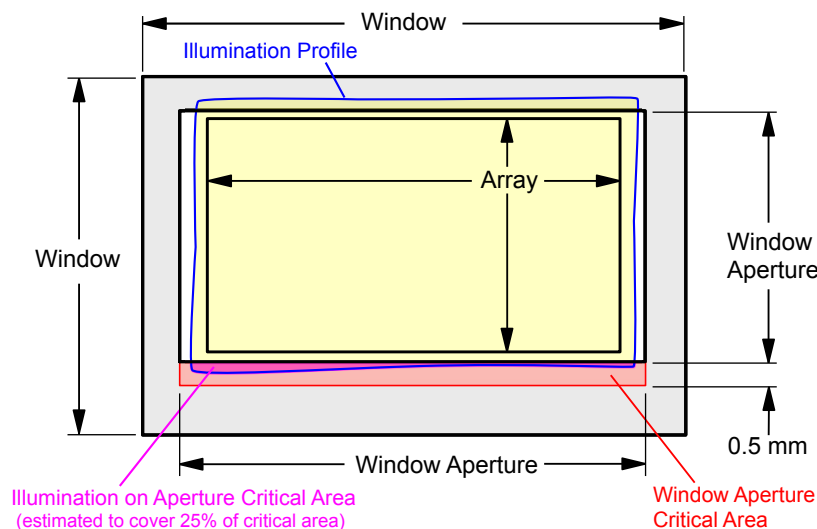 Window
Illumination Profile
Array
Window
Window
Aperture
0.5 mm
Window Aperture
Illumination on Aperture Critical Area
(estimated to cover 25% of critical area)
Window Aperture
Critical Area